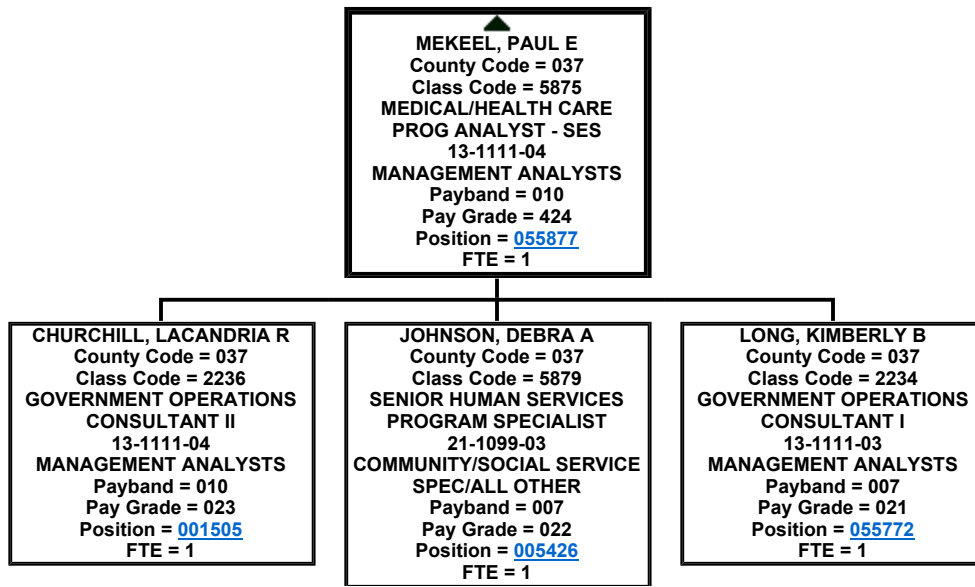 MEKEEL, PAUL E
County Code = 037
Class Code = 5875
MEDICAL/HEALTH CARE
PROG ANALYST - SES
13-1111-04
MANAGEMENT ANALYSTS
Payband = 010
Pay Grade = 424
Position = 055877
FTE = 1
CHURCHILL, LACANDRIA R
County Code = 037
Class Code = 2236
GOVERNMENT OPERATIONS
CONSULTANT II
13-1111-04
MANAGEMENT ANALYSTS
Payband = 010
Pay Grade = 023
Position = 001505
FTE = 1
JOHNSON, DEBRA A
County Code = 037
Class Code = 5879
SENIOR HUMAN SERVICES
PROGRAM SPECIALIST
21-1099-03
COMMUNITY/SOCIAL SERVICE
SPEC/ALL OTHER
Payband = 007
Pay Grade = 022
Position = 005426
FTE = 1
LONG, KIMBERLY B
County Code = 037
Class Code = 2234
GOVERNMENT OPERATIONS
CONSULTANT I
13-1111-03
MANAGEMENT ANALYSTS
Payband = 007
Pay Grade = 021
Position = 055772
FTE = 1